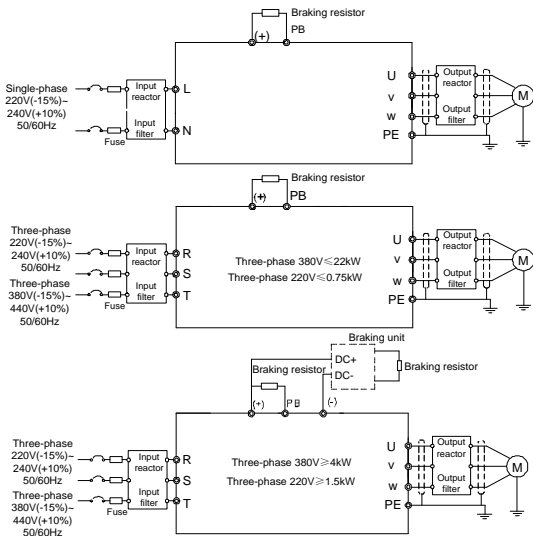 Braking resistor
(+) PB
Single-phase
220V(-15%)~
240V(+10%)
50/60Hz
Fuse
Input
reactor
Input
filter
L
N
U
v
w
PE
Output
reactor
Output
filter
M
Braking resistor
(+) PB
Three-phase
220V(-15%)~
240V(+10%)
50/60Hz
Three-phase
380V(-15%)~
440V(+10%)
50/60Hz
Fuse
Input
reactor
Input
filter
R
S
T
Three-phase 380V≤22kW
Three-phase 220V≤0.75kW
U
v
w
PE
Output
reactor
Output
filter
M
Braking unit
DC+
DC-
Braking resistor
Braking resistor
(+) PB (-)
Three-phase
220V(-15%)~
240V(+10%)
50/60Hz
Three-phase
380V(-15%)~
440V(+10%)
50/60Hz
Fuse
Input
reactor
Input
filter
R
S
T
Three-phase 380V≥4kW
Three-phase 220V≥1.5kW
U
v
w
PE
Output
reactor
Output
filter
M